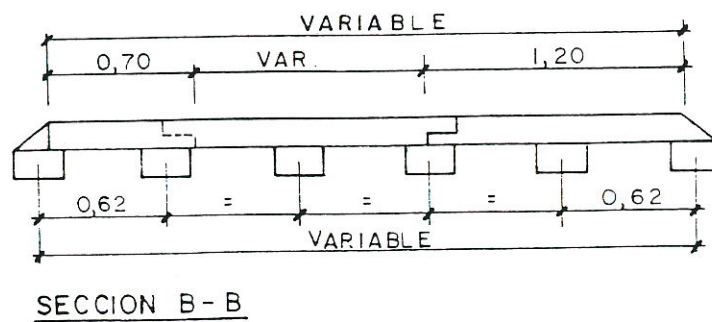 VARIABLE
0,70 VAR. 1,20
0,62 = = = 0,62
VARIABLE
SECCION B-B